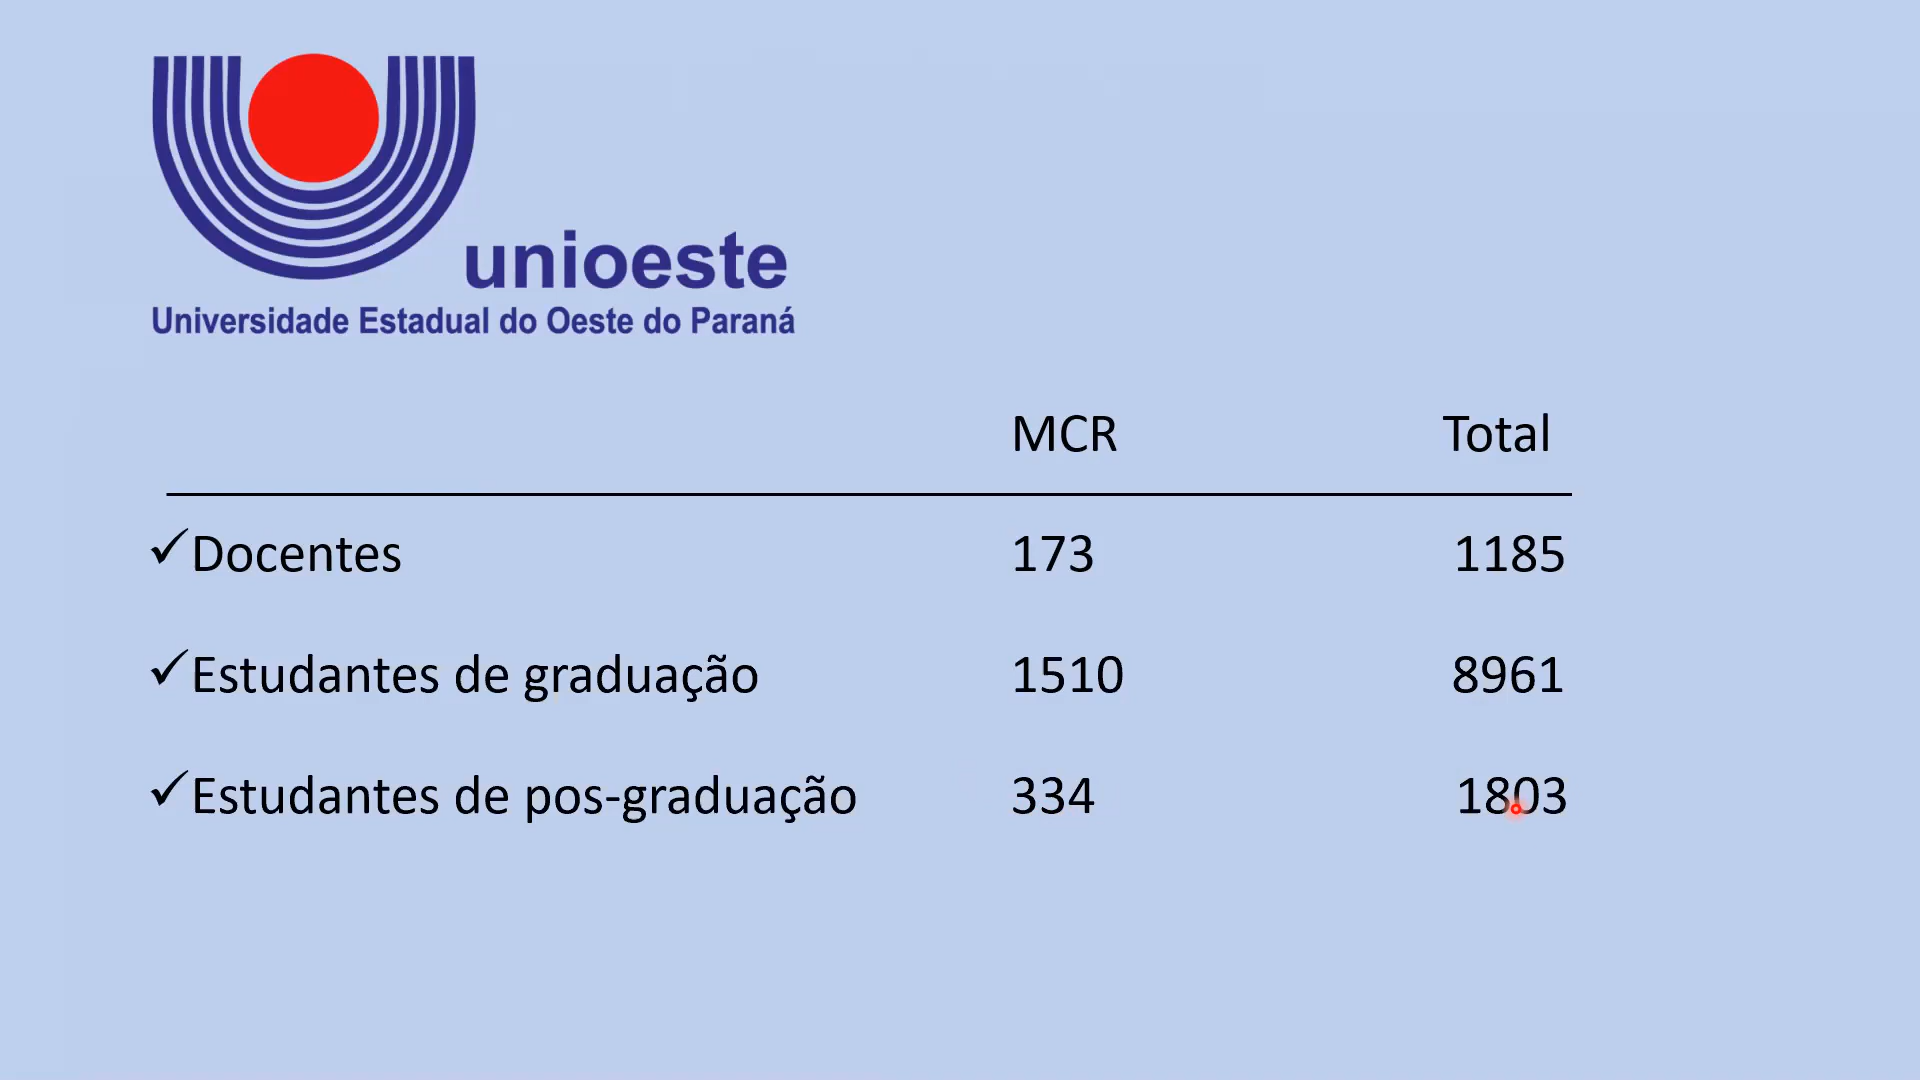 unioeste
Universidade Estadual do Oeste do Paraná
MCR Total
✓Docentes 173 1185
✓Estudantes de graduação 1510 8961
✓Estudantes de pos-graduação 334 1803